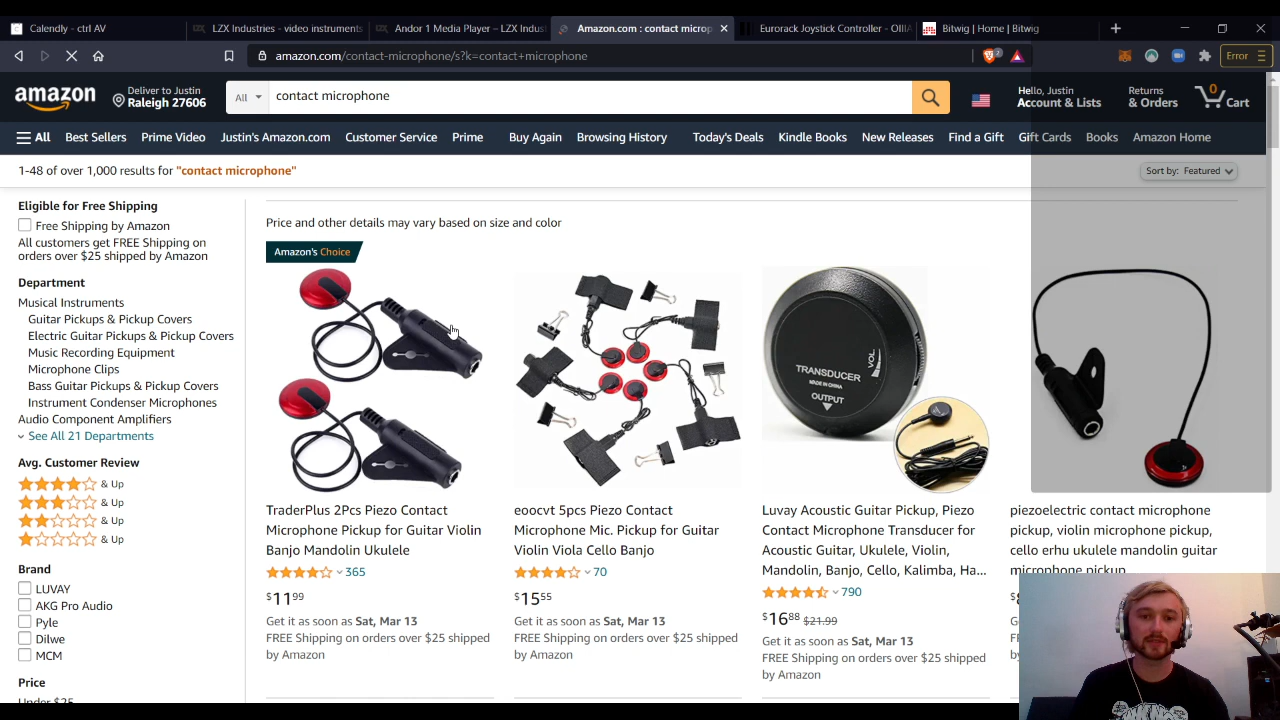 Calendly - ctrl AV
LZX Industries - video instruments
Andor 1 Media Player – LZX Indus
Amazon.com : contact microp
Eurorack Joystick Controller - OllA
Bitwig | Home | Bitwig
amazon.com/contact-microphone/s?k=contact+microphone
2
Error
amazon
Deliver to Justin
Raleigh 27606
All
contact microphone
Hello, Justin
Account & Lists
Returns
& Orders
0
Cart
All
Best Sellers
Prime Video
Justin's Amazon.com
Customer Service
Prime
Buy Again
Browsing History
Today's Deals
Kindle Books
New Releases
Find a Gift
Gift Cards
Books
Amazon Home
1-48 of over 1,000 results for "contact microphone"
Sort by: Featured
Eligible for Free Shipping
Free Shipping by Amazon
All customers get FREE Shipping on
orders over $25 shipped by Amazon
Department
Musical Instruments
Guitar Pickups & Pickup Covers
Electric Guitar Pickups & Pickup Covers
Music Recording Equipment
Microphone Clips
Bass Guitar Pickups & Pickup Covers
Instrument Condenser Microphones
Audio Component Amplifiers
See All 21 Departments
Avg. Customer Review
& Up
& Up
& Up
& Up
Brand
LUVAY
AKG Pro Audio
Pyle
Dilwe
MCM
Price
Under $25
Price and other details may vary based on size and color
Amazon's Choice
TraderPlus 2Pcs Piezo Contact
Microphone Pickup for Guitar Violin
Banjo Mandolin Ukulele
365
$11 99
Get it as soon as Sat, Mar 13
FREE Shipping on orders over $25 shipped
by Amazon
eoocvt 5pcs Piezo Contact
Microphone Mic. Pickup for Guitar
Violin Viola Cello Banjo
70
$15 55
Get it as soon as Sat, Mar 13
FREE Shipping on orders over $25 shipped
by Amazon
VOL
TRANSDUCER
MADE IN CHINA
OUTPUT
Luvay Acoustic Guitar Pickup, Piezo
Contact Microphone Transducer for
Acoustic Guitar, Ukulele, Violin,
Mandolin, Banjo, Cello, Kalimba, Ha...
790
$16 88 $21.99
Get it as soon as Sat, Mar 13
FREE Shipping on orders over $25 shipped
by Amazon
piezoelectric contact microphone
pickup, violin microphone pickup,
cello erhu ukulele mandolin guitar
microphone pickup